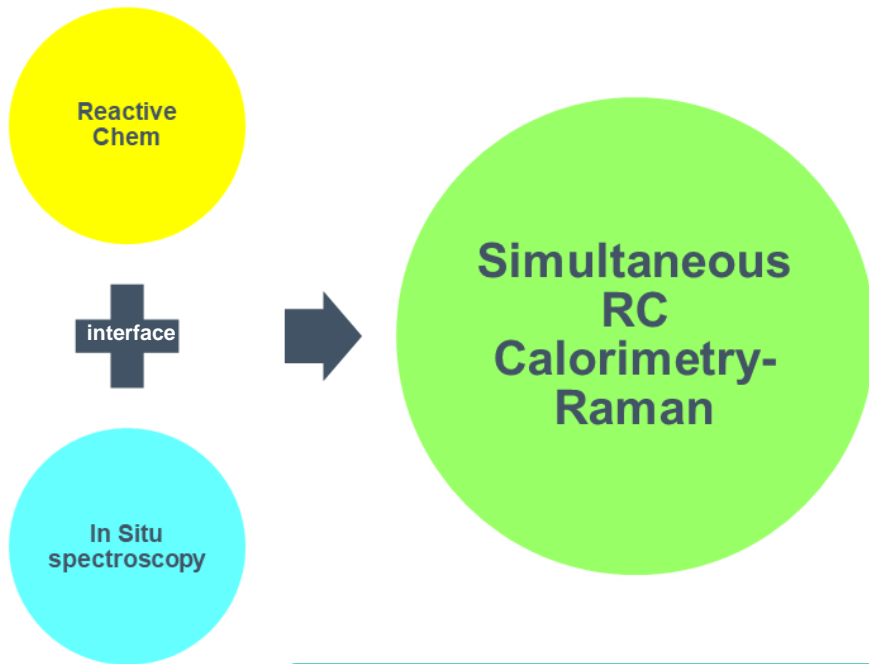 Reactive
Chem
interface
In Situ
spectroscopy
Simultaneous
RC
Calorimetry-
Raman